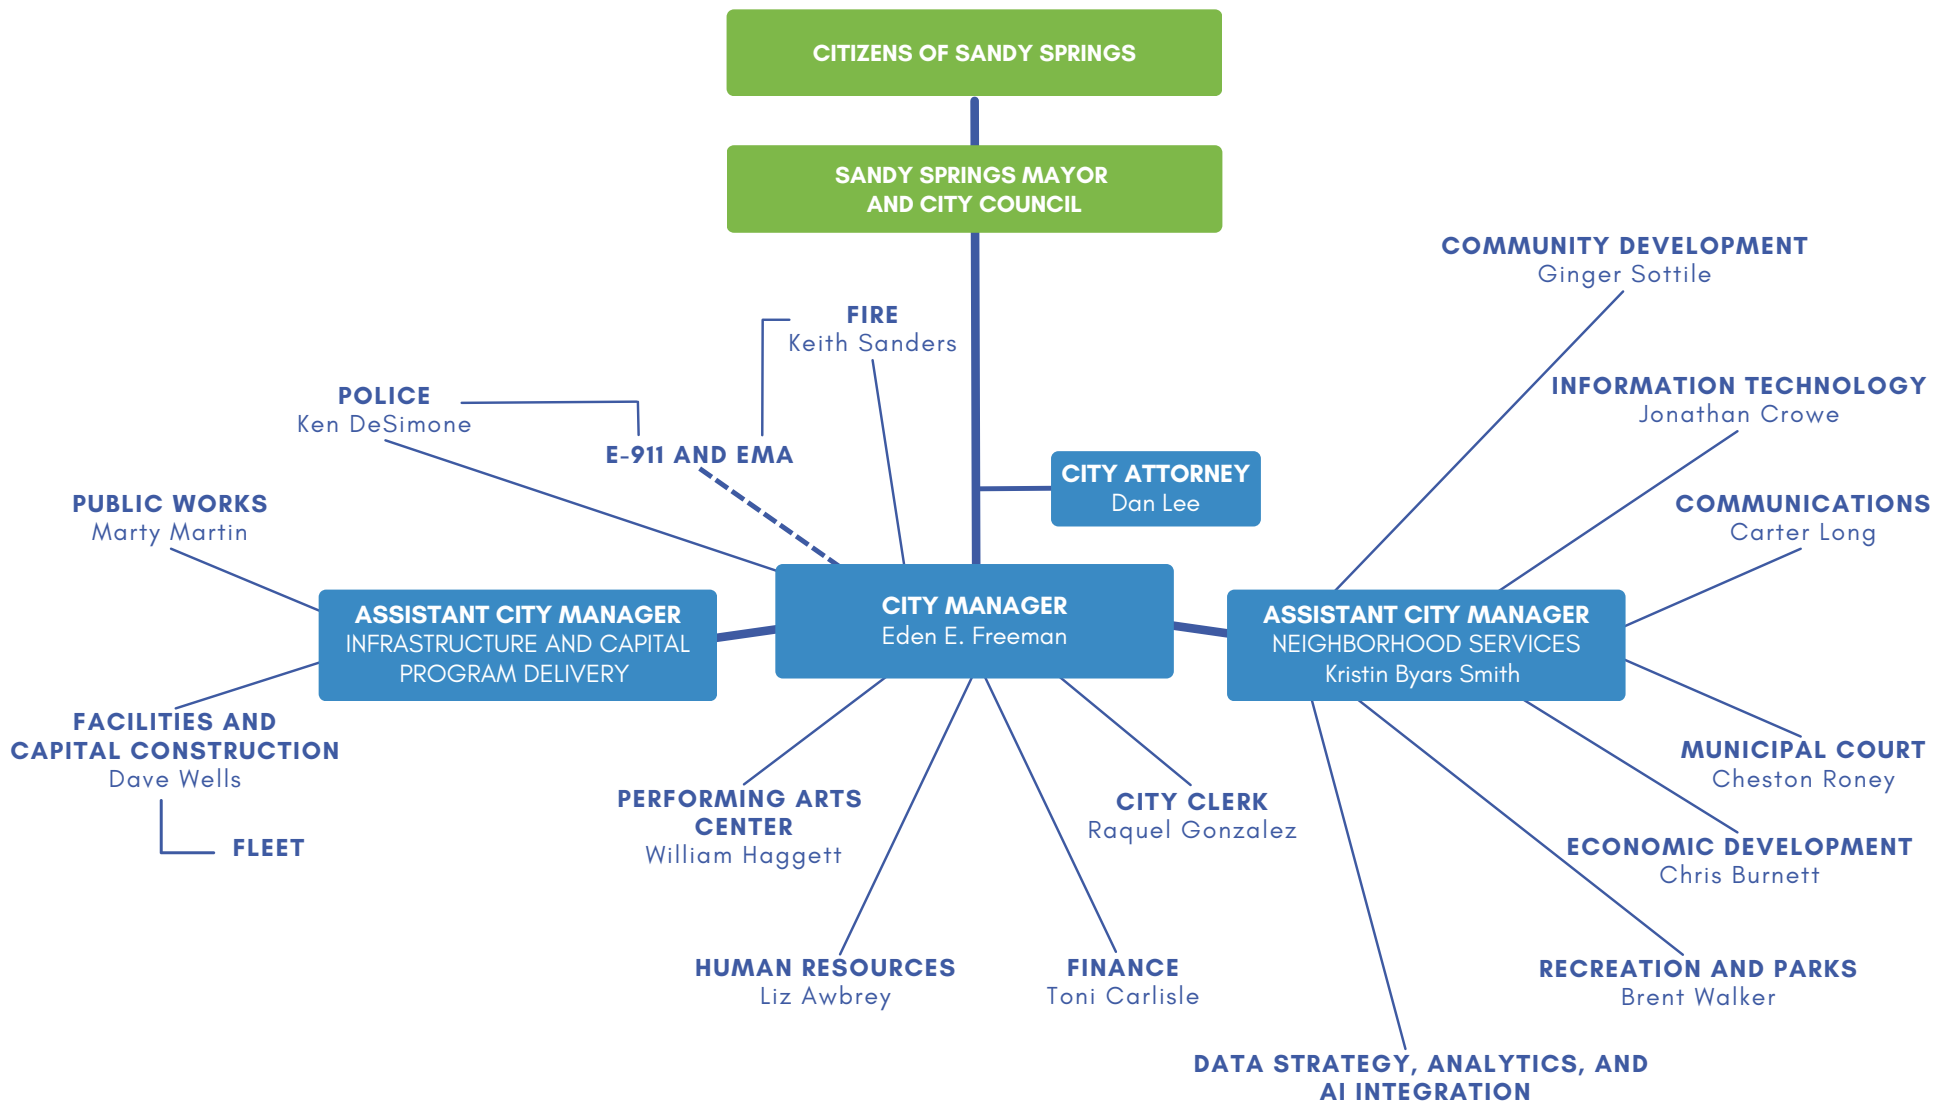 CITIZENS OF SANDY SPRINGS
SANDY SPRINGS MAYOR
AND CITY COUNCIL
COMMUNITY DEVELOPMENT
Ginger Sottile
FIRE
Keith Sanders
POLICE
Ken DeSimone
INFORMATION TECHNOLOGY
Jonathan Crowe
E-911 AND EMA
CITY ATTORNEY
Dan Lee
PUBLIC WORKS
Marty Martin
COMMUNICATIONS
Carter Long
ASSISTANT CITY MANAGER
INFRASTRUCTURE AND CAPITAL
PROGRAM DELIVERY
CITY MANAGER
Eden E. Freeman
ASSISTANT CITY MANAGER
NEIGHBORHOOD SERVICES
Kristin Byars Smith
FACILITIES AND
CAPITAL CONSTRUCTION
Dave Wells
FLEET
PERFORMING ARTS
CENTER
William Haggett
CITY CLERK
Raquel Gonzalez
MUNICIPAL COURT
Cheston Roney
ECONOMIC DEVELOPMENT
Chris Burnett
HUMAN RESOURCES
Liz Awbrey
FINANCE
Toni Carlisle
RECREATION AND PARKS
Brent Walker
DATA STRATEGY, ANALYTICS, AND
AI INTEGRATION